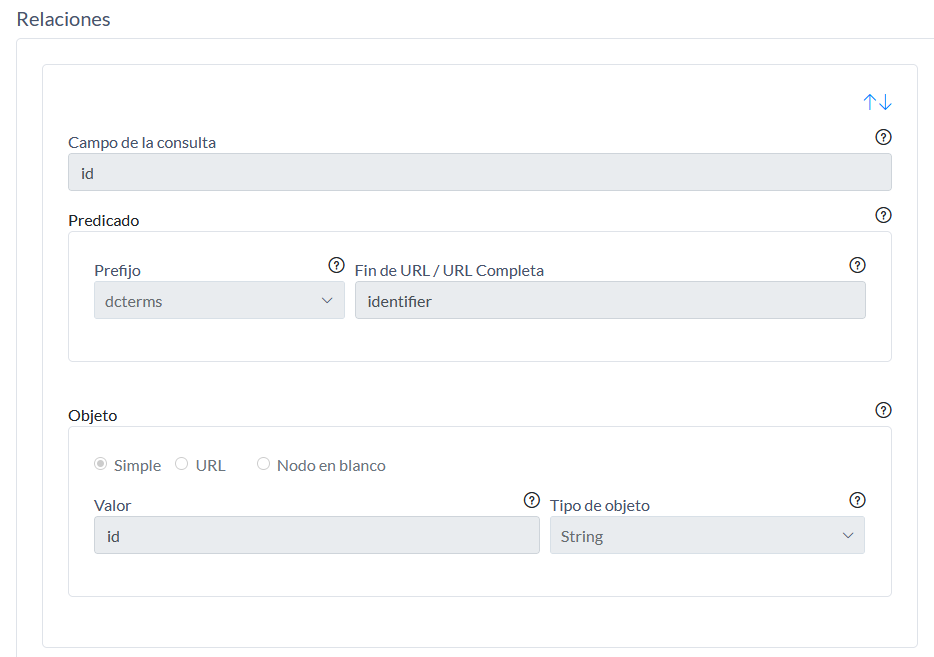 Relaciones
Campo de la consulta
id
Predicado
Prefijo
Fin de URL / URL Completa
dcterms
identifier
Objeto
Simple URL Nodo en blanco
Valor
Tipo de objeto
id
String